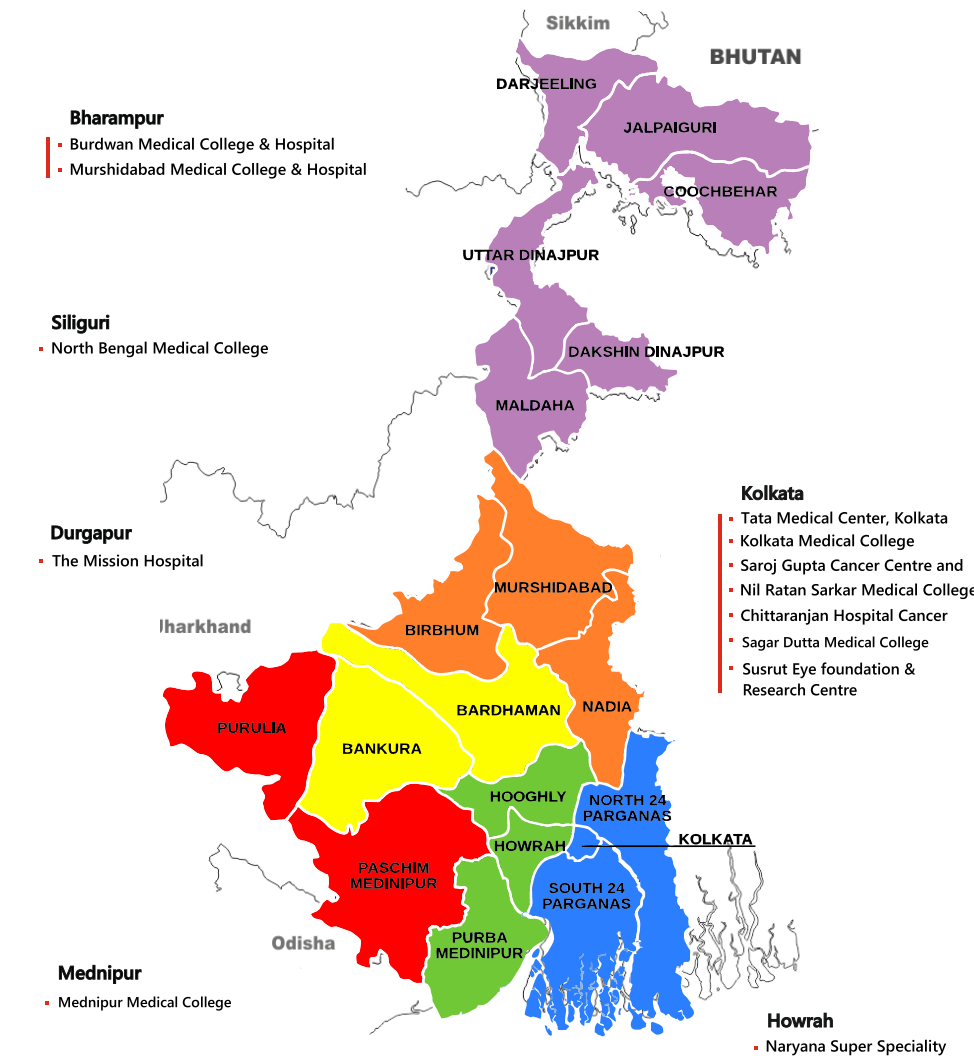 Sikkim
BHUTAN
DARJEELING
Bharampur
Burdwan Medical College & Hospital
Murshidabad Medical College & Hospital
JALPAIGURI
COOCHBEHAR
UTTAR DINAJPUR
Siliguri
North Bengal Medical College
DAKSHIN DINAJPUR
MALDAHA
Kolkata
Tata Medical Center, Kolkata
Kolkata Medical College
Saroj Gupta Cancer Centre and
Nil Ratan Sarkar Medical College
Chittaranjan Hospital Cancer
Sagar Dutta Medical College
Susrut Eye foundation &
Research Centre
Durgapur
The Mission Hospital
MURSHIDABAD
Jharkhand
BIRBHUM
NADIA
BARDHAMAN
PURULIA
BANKURA
HOOGHLY
NORTH 24
PARGANAS
KOLKATA
HOWRAH
PASCHIM
MEDINIPUR
SOUTH 24
PARGANAS
Odisha
PURBA
MEDINIPUR
Mednipur
Mednipur Medical College
Howrah
Naryana Super Speciality